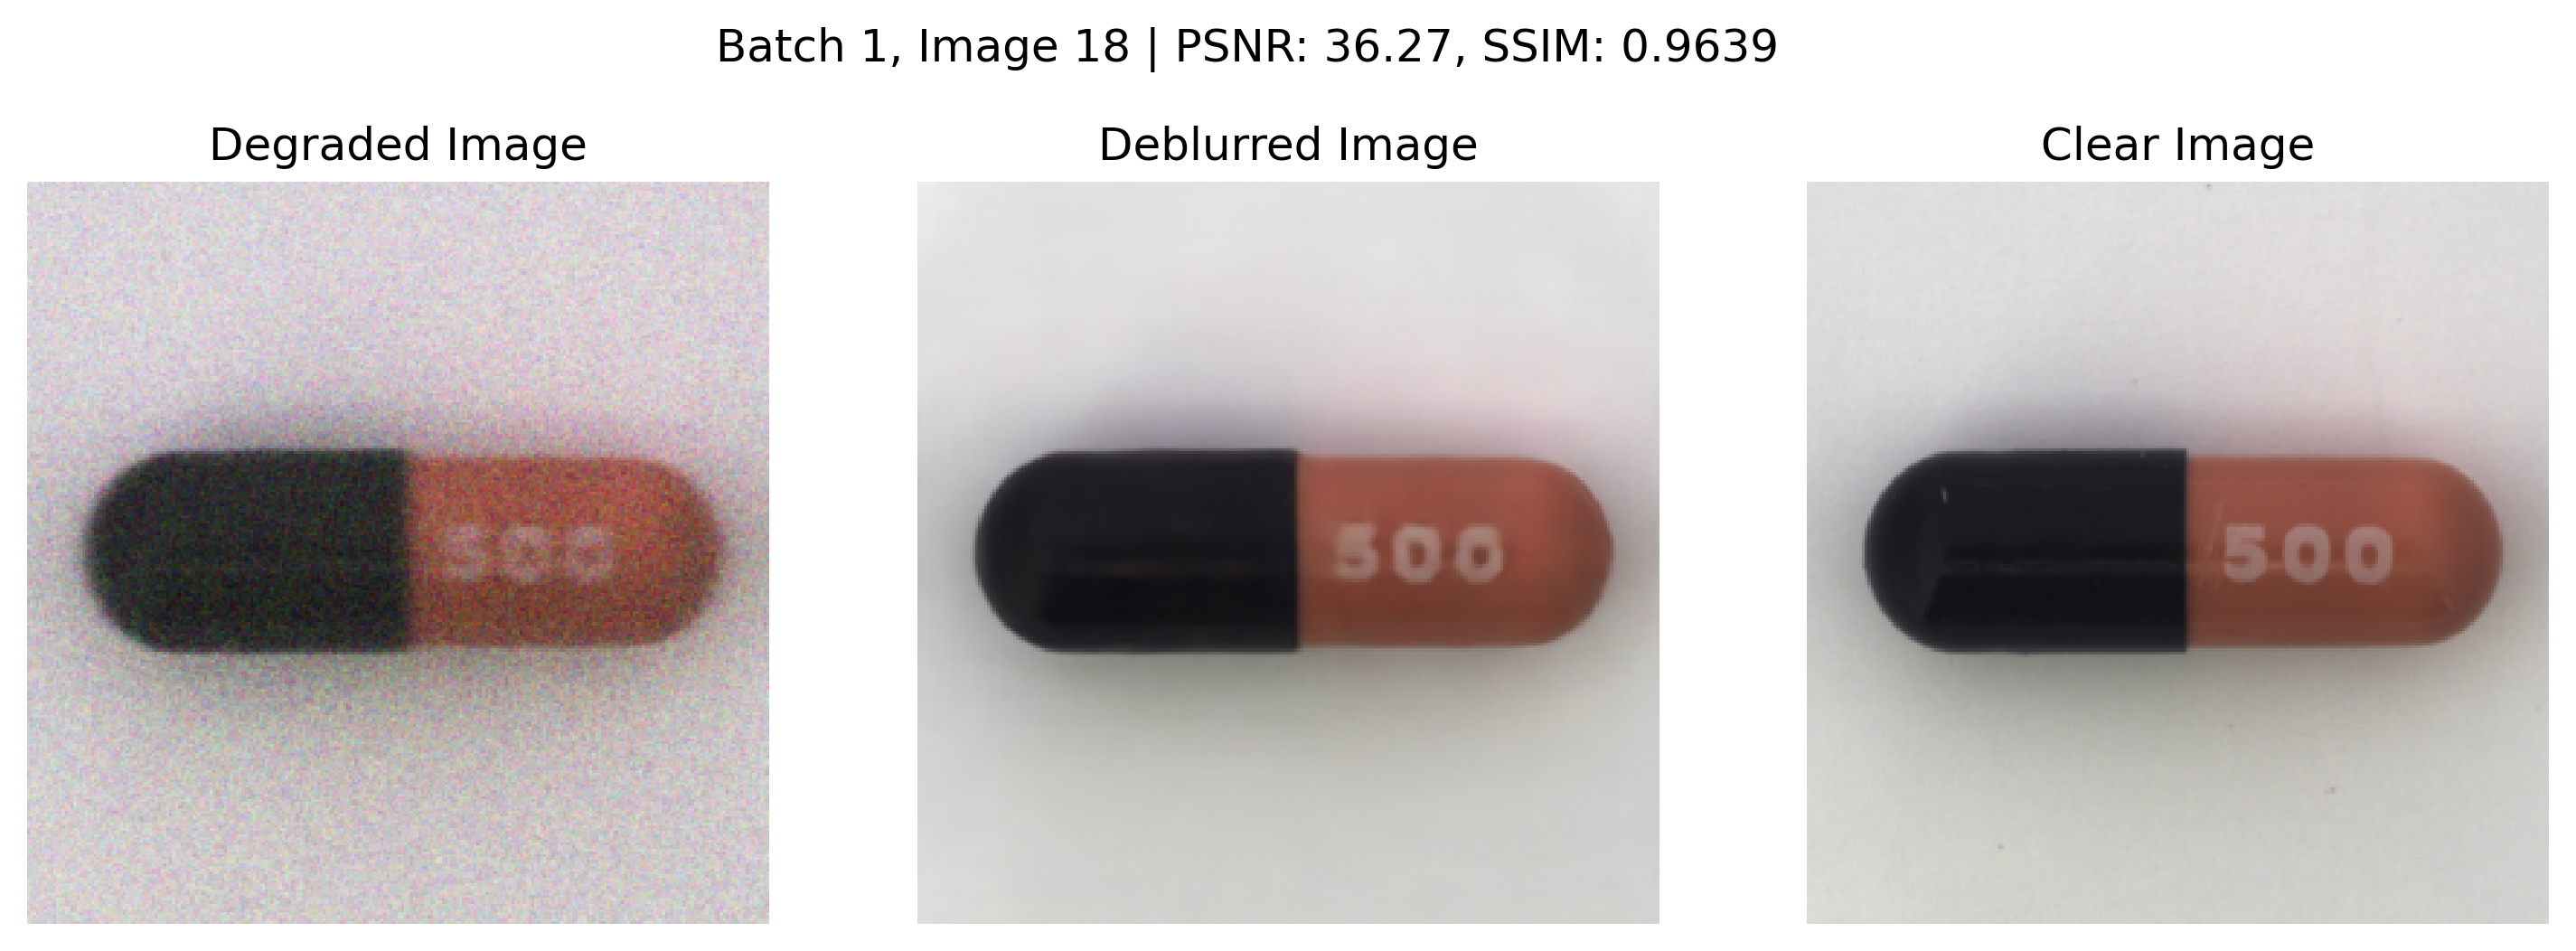 Batch 1, Image 18 | PSNR: 36.27, SSIM: 0.9639
Degraded Image
Deblurred Image
Clear Image
500
500
500